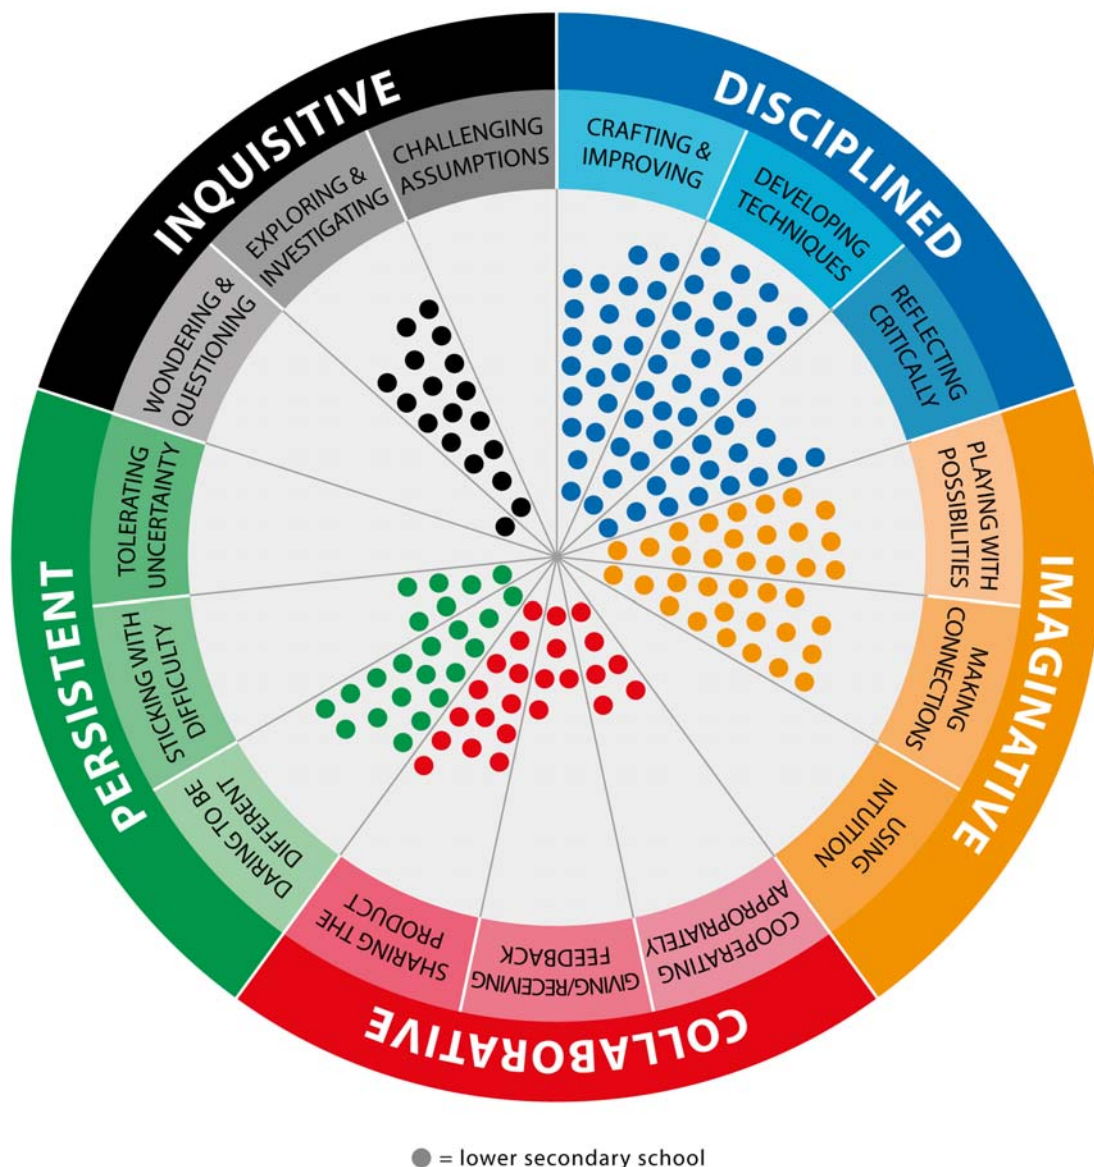 INQUISITIVE
WONDERING &
QUESTIONING
EXPLORING &
INVESTIGATING
CHALLENGING
ASSUMPTIONS
DISCIPLINED
CRAFTING &
IMPROVING
DEVELOPING
TECHNIQUES
REFLECTING
CRITICALLY
IMAGINATIVE
PLAYING WITH
POSSIBILITIES
MAKING
CONNECTIONS
USING
INTUITION
COLLABORATIVE
COOPERATING
APPROPRIATELY
GIVING/RECEIVING
FEEDBACK
SHARING THE
PRODUCT
PERSISTENT
DARING TO BE
DIFFERENT
STICKING WITH
DIFFICULTY
TOLERATING
UNCERTAINTY
= lower secondary school